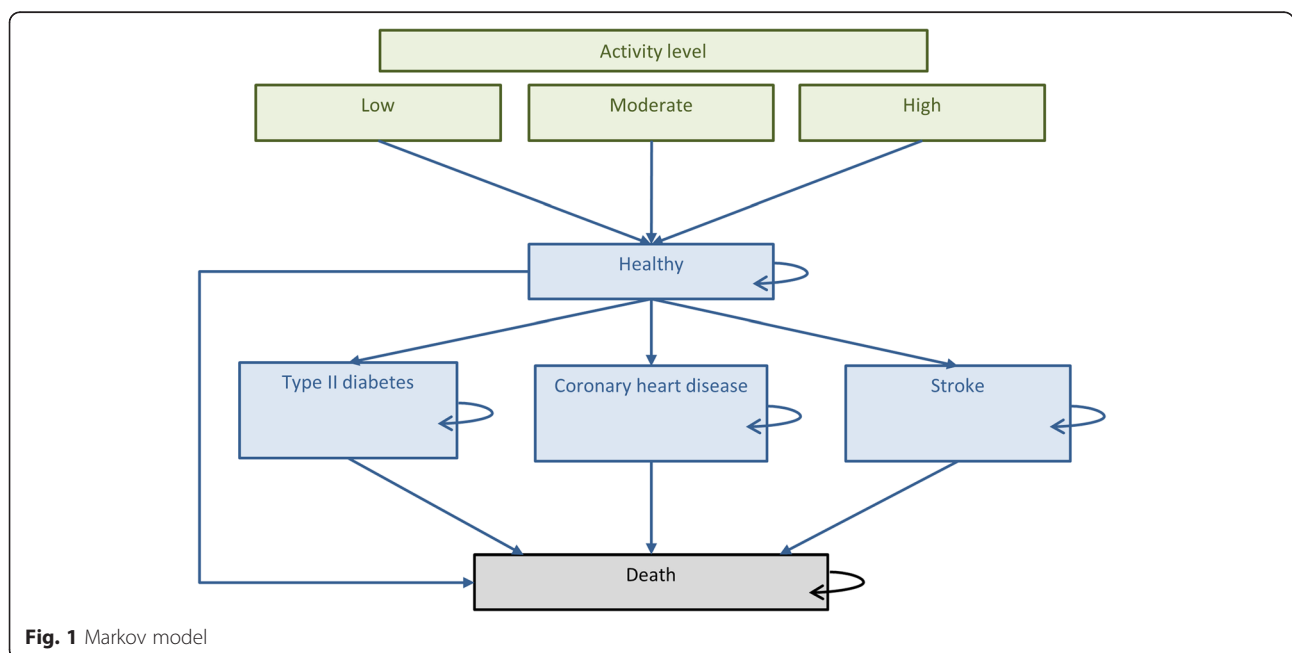 Activity level
Low
Moderate
High
Healthy
Type II diabetes
Coronary heart disease
Stroke
Death
Fig. 1 Markov model